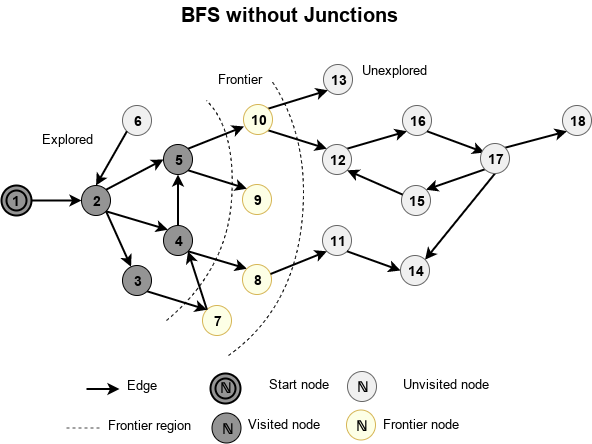 BFS without Junctions
Frontier
13
Unexplored
6
10
16
18
Explored
5
12
17
1
2
9
15
4
11
3
8
14
7
Edge
N
Start node
N
Unvisited node
Frontier region
N
Visited node
N
Frontier node